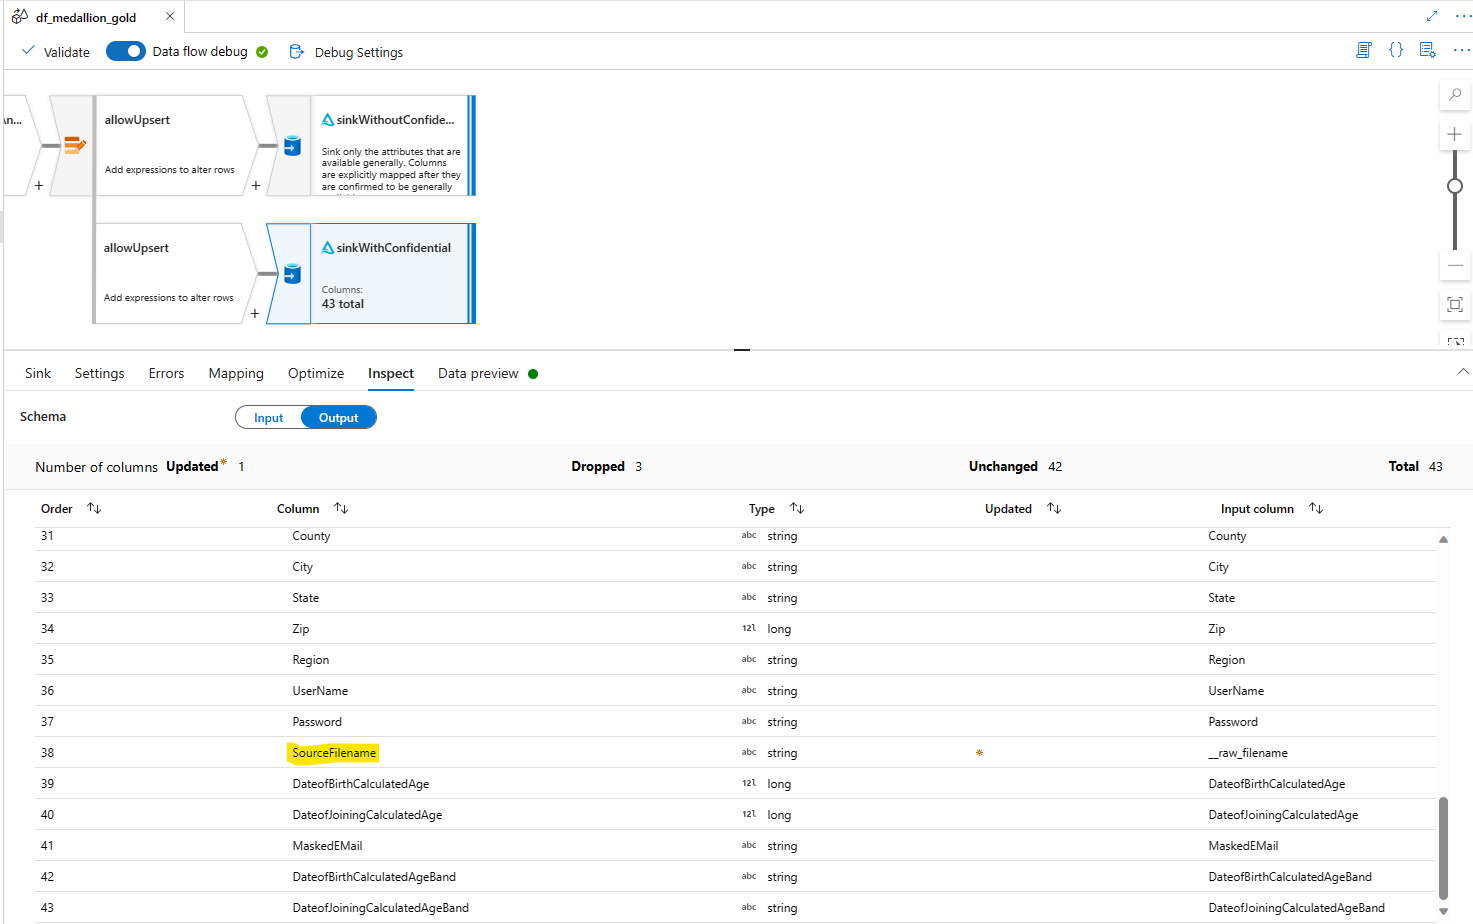 df_medallion_gold
Validate
Data flow debug
Debug Settings
allowUpsert
Add expressions to alter rows
sinkWithoutConfide...
Sink only the attributes that are
available generally. Columns
are explicitly mapped after they
are confirmed to be generally
allowUpsert
Add expressions to alter rows
sinkWithConfidential
Columns:
43 total
Sink Settings Errors Mapping Optimize Inspect Data preview
Schema Input Output
Number of columns Updated* 1 Dropped 3 Unchanged 42 Total 43
Order Column Type Updated Input column
31 County abc string County
32 City abc string City
33 State abc string State
34 Zip 12l long Zip
35 Region abc string Region
36 UserName abc string UserName
37 Password abc string Password
38 SourceFilename abc string * __raw_filename
39 DateofBirthCalculatedAge 12l long DateofBirthCalculatedAge
40 DateofJoiningCalculatedAge 12l long DateofJoiningCalculatedAge
41 MaskedEMail abc string MaskedEMail
42 DateofBirthCalculatedAgeBand abc string DateofBirthCalculatedAgeBand
43 DateofJoiningCalculatedAgeBand abc string DateofJoiningCalculatedAgeBand